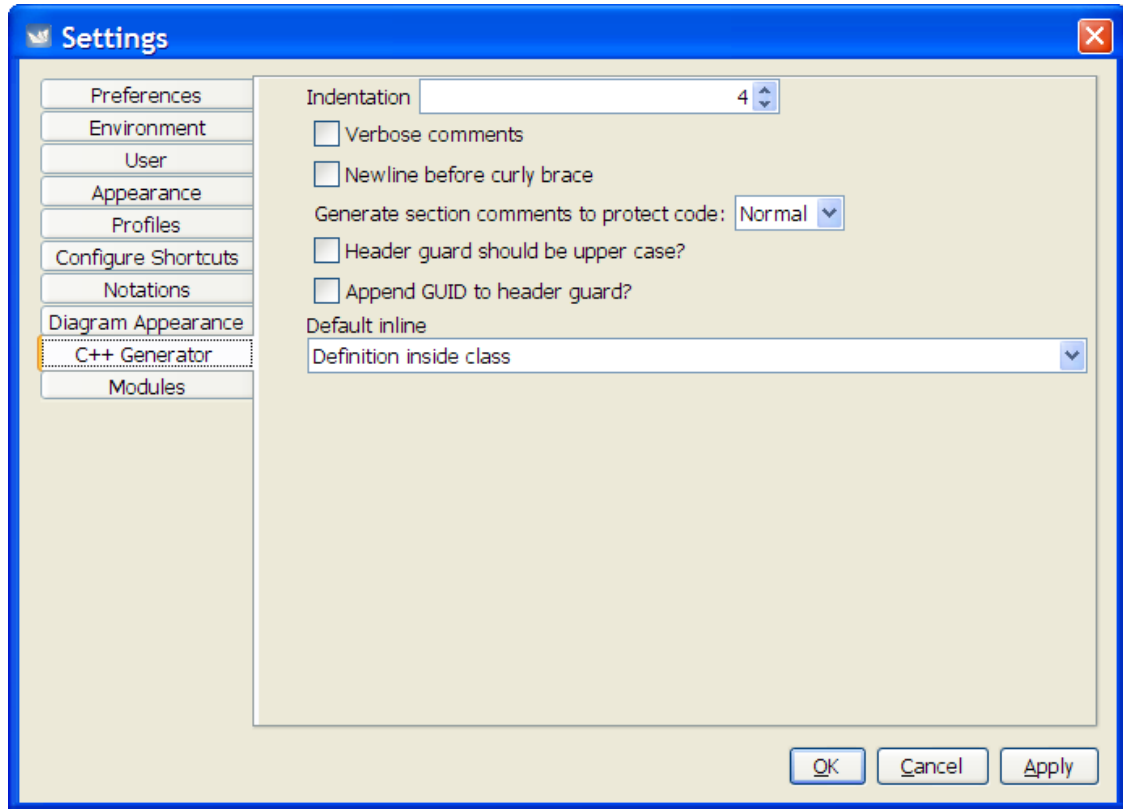 Settings
Preferences
Environment
User
Appearance
Profiles
Configure Shortcuts
Notations
Diagram Appearance
C++ Generator
Modules
Indentation 4
Verbose comments
Newline before curly brace
Generate section comments to protect code: Normal
Header guard should be upper case?
Append GUID to header guard?
Default inline
Definition inside class
OK Cancel Apply